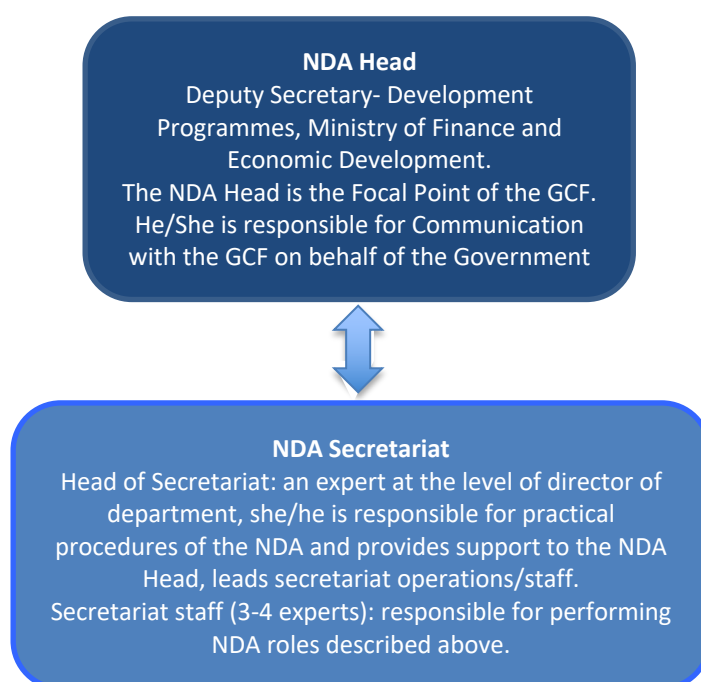 NDA Head
Deputy Secretary- Development
Programmes, Ministry of Finance and
Economic Development.
The NDA Head is the Focal Point of the GCF.
He/She is responsible for Communication
with the GCF on behalf of the Government
NDA Secretariat
Head of Secretariat: an expert at the level of director of
department, she/he is responsible for practical
procedures of the NDA and provides support to the NDA
Head, leads secretariat operations/staff.
Secretariat staff (3-4 experts): responsible for performing
NDA roles described above.